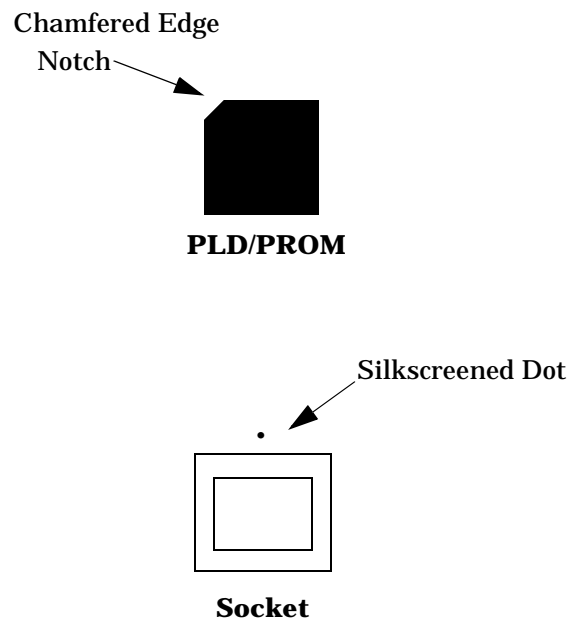 Chamfered Edge
Notch
PLD/PROM
Silkscreened Dot
Socket